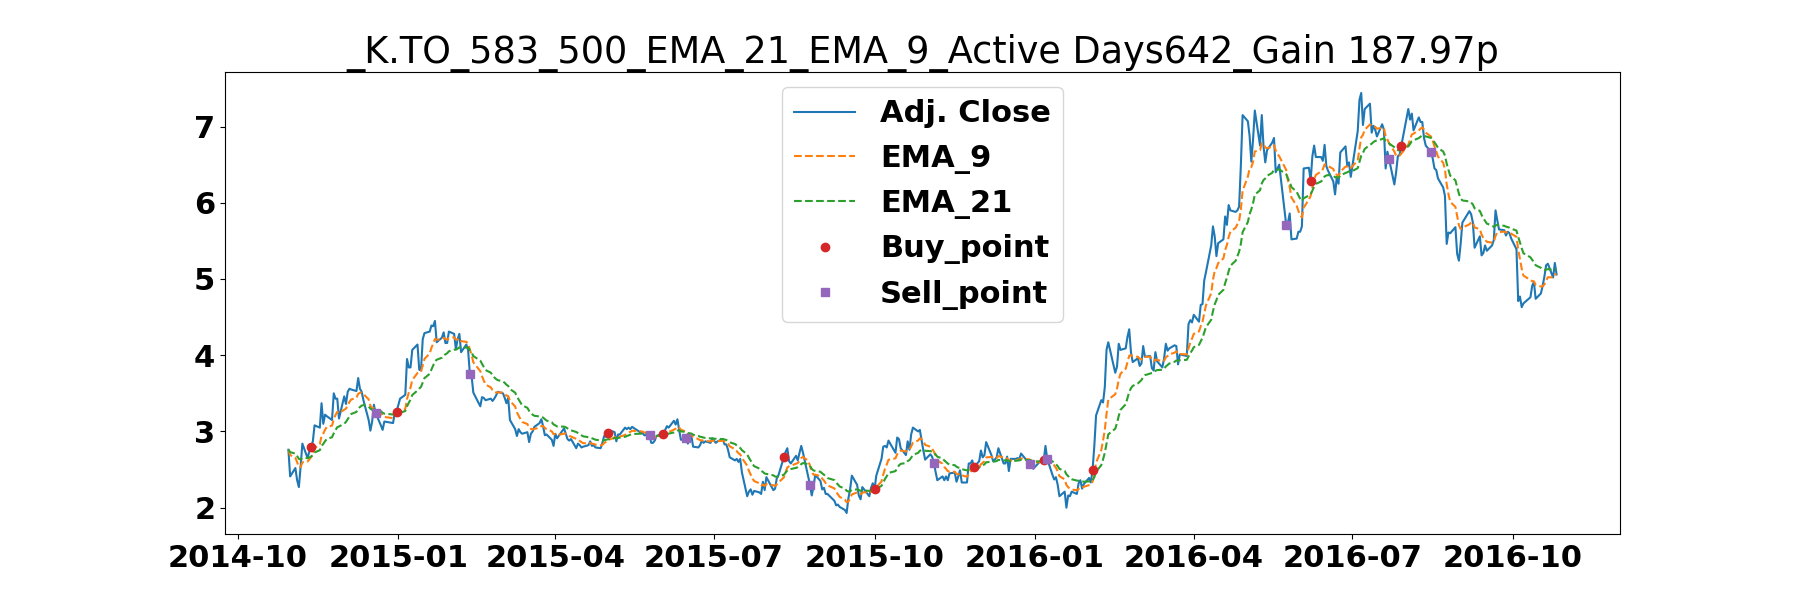 _K.TO_583_500_EMA_21_EMA_9_Active Days642_Gain 187.97p
Adj. Close
EMA_9
EMA_21
Buy_point
Sell_point
7
6
5
4
3
2
2014-10 2015-01 2015-04 2015-07 2015-10 2016-01 2016-04 2016-07 2016-10